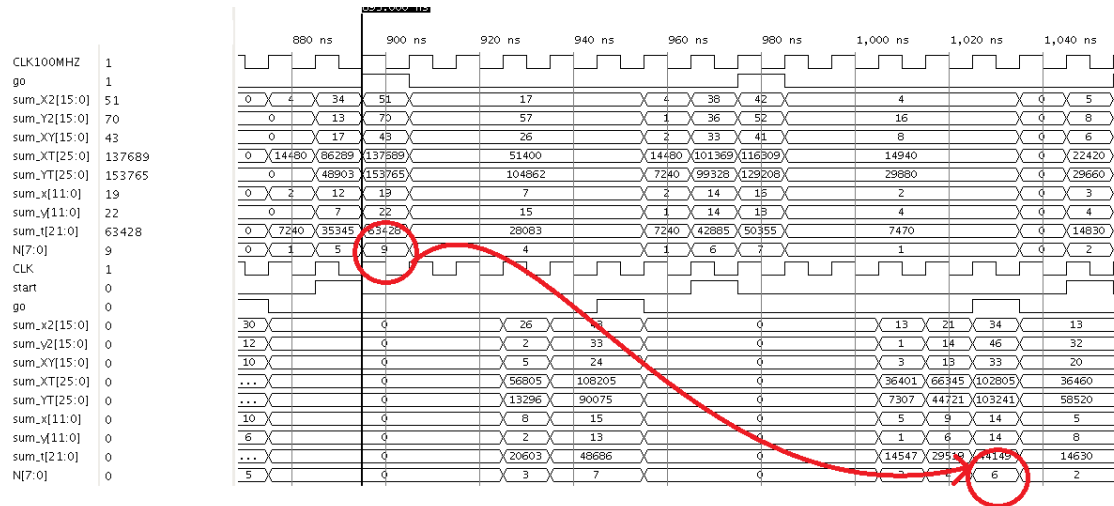 895.000 ns
880 ns 900 ns 920 ns 940 ns 960 ns 980 ns 1,000 ns 1,020 ns 1,040 ns
CLK100MHZ 1
go 1
sum_X2[15:0] 51 0 4 34 51 17 4 38 42 4 0 5
sum_Y2[15:0] 70 0 13 70 57 1 36 52 16 0 8
sum_XY[15:0] 43 0 17 43 26 2 33 41 8 0 6
sum_XT[25:0] 137689 0 14480 86289 137689 51400 14480 101369 116309 14940 0 22420
sum_YT[25:0] 153765 0 48903 153765 104862 7240 99328 129208 29880 0 29660
sum_x[11:0] 19 0 2 12 19 7 2 14 16 2 0 3
sum_y[11:0] 22 0 7 22 15 1 14 18 4 0 4
sum_t[21:0] 63428 0 7240 35345 63428 28083 7240 42885 50355 7470 0 14830
N[7:0] 9 0 1 5 9 4 1 6 7 1 0 2
CLK 1
start 0
go 0
sum_x2[15:0] 0 30 0 26 0 13 21 34 13
sum_y2[15:0] 0 12 0 2 33 0 1 14 46 32
sum_XY[15:0] 0 10 0 5 24 0 3 13 33 20
sum_XT[25:0] 0 ... 0 56805 108205 0 36401 66345 102805 36460
sum_YT[25:0] 0 ... 0 13296 90075 0 7307 44721 103241 58520
sum_x[11:0] 0 10 0 8 15 0 5 9 14 5
sum_y[11:0] 0 6 0 2 13 0 1 6 14 8
sum_t[21:0] 0 ... 0 20603 48686 0 14547 29519 44149 14630
N[7:0] 0 5 0 3 7 0 6 2